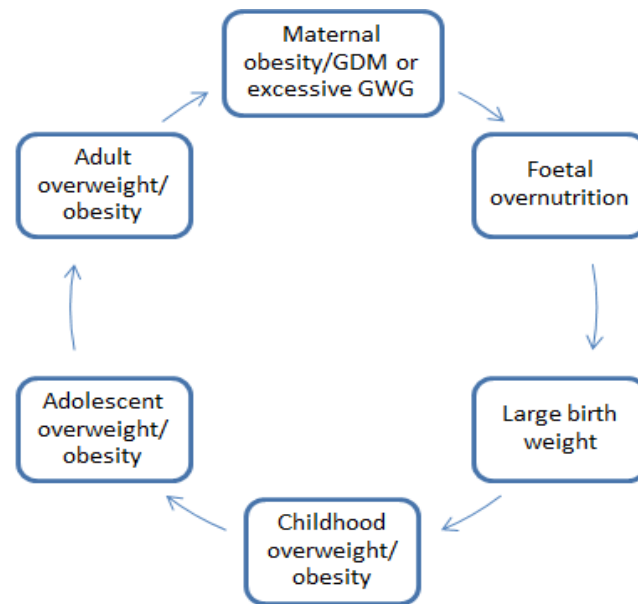 Maternal
obesity/GDM or
excessive GWG
Foetal
overnutrition
Large birth
weight
Childhood
overweight/
obesity
Adolescent
overweight/
obesity
Adult
overweight/
obesity